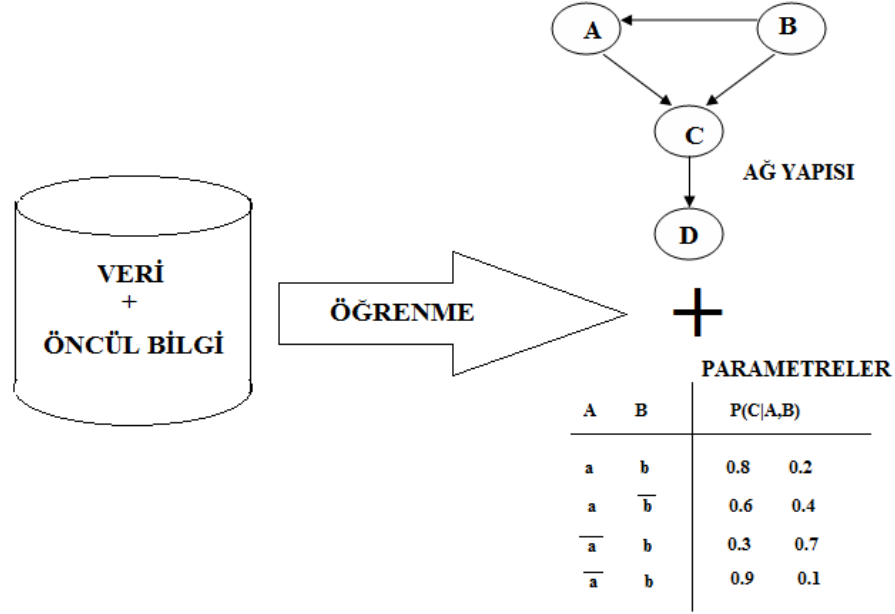 A B
C
AĞ YAPISI
D
VERİ
+
ÖNCÜL BİLGİ
ÖĞRENME
+
PARAMETRELER
A B P(C|A,B)
a b 0.8 0.2
a b̅ 0.6 0.4
a̅ b 0.3 0.7
a̅ b 0.9 0.1